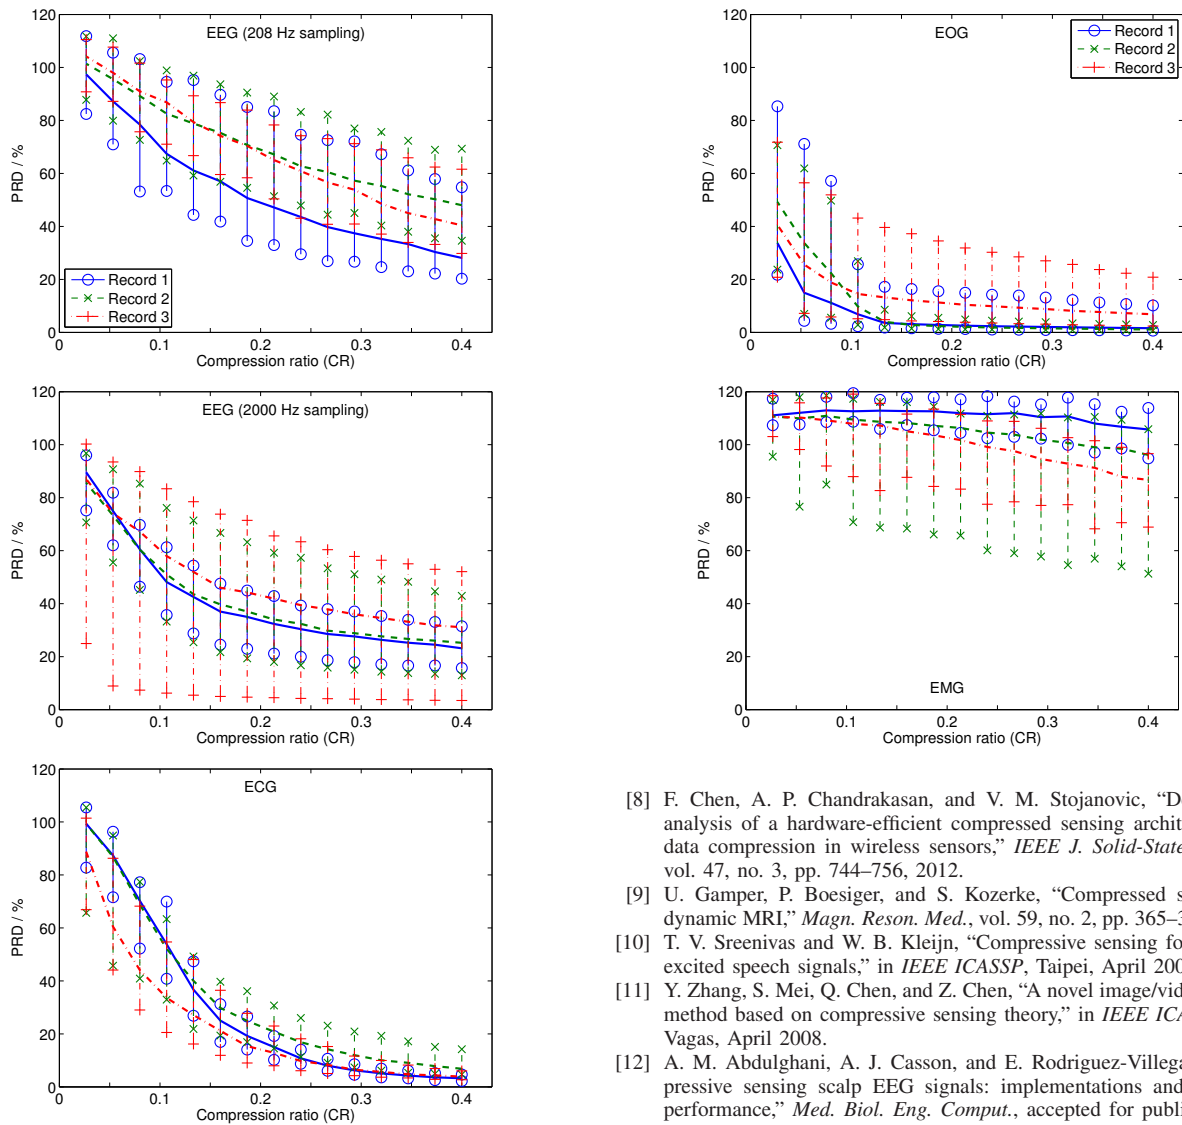 EEG (208 Hz sampling)
120
100
80
60
40
20
0
PRD / %
Record 1
Record 2
Record 3
0 0.1 0.2 0.3 0.4
Compression ratio (CR)
EOG
120
100
80
60
40
20
0
PRD / %
Record 1
Record 2
Record 3
0 0.1 0.2 0.3 0.4
Compression ratio (CR)
EEG (2000 Hz sampling)
120
100
80
60
40
20
0
PRD / %
0 0.1 0.2 0.3 0.4
Compression ratio (CR)
120
100
80
60
40
20
0
PRD / %
EMG
0 0.1 0.2 0.3 0.4
Compression ratio (CR)
ECG
120
100
80
60
40
20
0
PRD / %
0 0.1 0.2 0.3 0.4
Compression ratio (CR)
[8] F. Chen, A. P. Chandrakasan, and V. M. Stojanovic, “D
analysis of a hardware-efficient compressed sensing archit
data compression in wireless sensors,” IEEE J. Solid-State
vol. 47, no. 3, pp. 744–756, 2012.
[9] U. Gamper, P. Boesiger, and S. Kozerke, “Compressed s
dynamic MRI,” Magn. Reson. Med., vol. 59, no. 2, pp. 365–3
[10] T. V. Sreenivas and W. B. Kleijn, “Compressive sensing fo
excited speech signals,” in IEEE ICASSP, Taipei, April 200
[11] Y. Zhang, S. Mei, Q. Chen, and Z. Chen, “A novel image/vid
method based on compressive sensing theory,” in IEEE ICA
Vagas, April 2008.
[12] A. M. Abdulghani, A. J. Casson, and E. Rodriguez-Villega
pressive sensing scalp EEG signals: implementations and
performance,” Med. Biol. Eng. Comput., accepted for publi